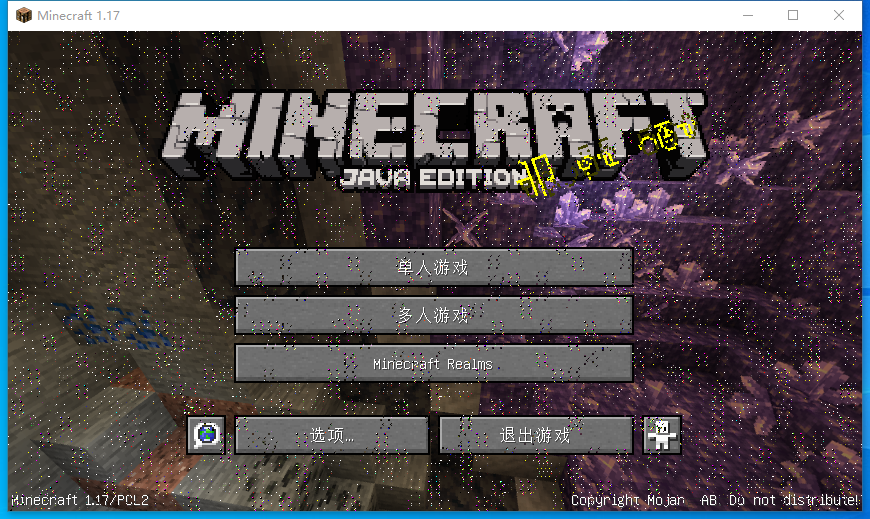 Minecraft 1.17
MINECRAFT
JAVA EDITION
单人游戏
多人游戏
Minecraft Realms
选项...
退出游戏
Minecraft 1.17/PCL2
Copyright Mojan AB Do not distribute!